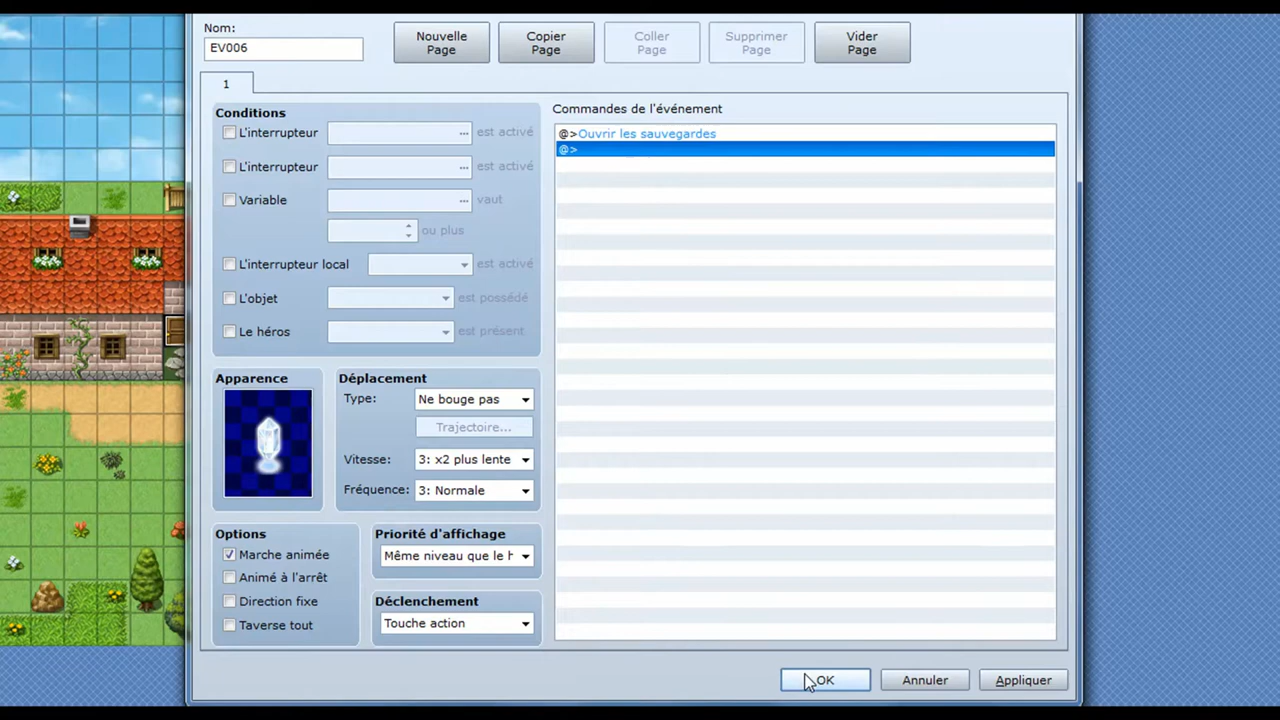 Nom:
EV006
Nouvelle Page
Copier Page
Coller Page
Supprimer Page
Vider Page
1
Conditions
L'interrupteur ... est activé
L'interrupteur ... est activé
Variable ... vaut
ou plus
L'interrupteur local est activé
L'objet est possédé
Le héros est présent
Apparence
Déplacement
Type: Ne bouge pas
Trajectoire...
Vitesse: 3: x2 plus lente
Fréquence: 3: Normale
Options
Marche animée
Animé à l'arrêt
Direction fixe
Traverse tout
Priorité d'affichage
Même niveau que le h
Déclenchement
Touche action
Commandes de l'événement
@>Ouvrir les sauvegardes
@>
OK
Annuler
Appliquer